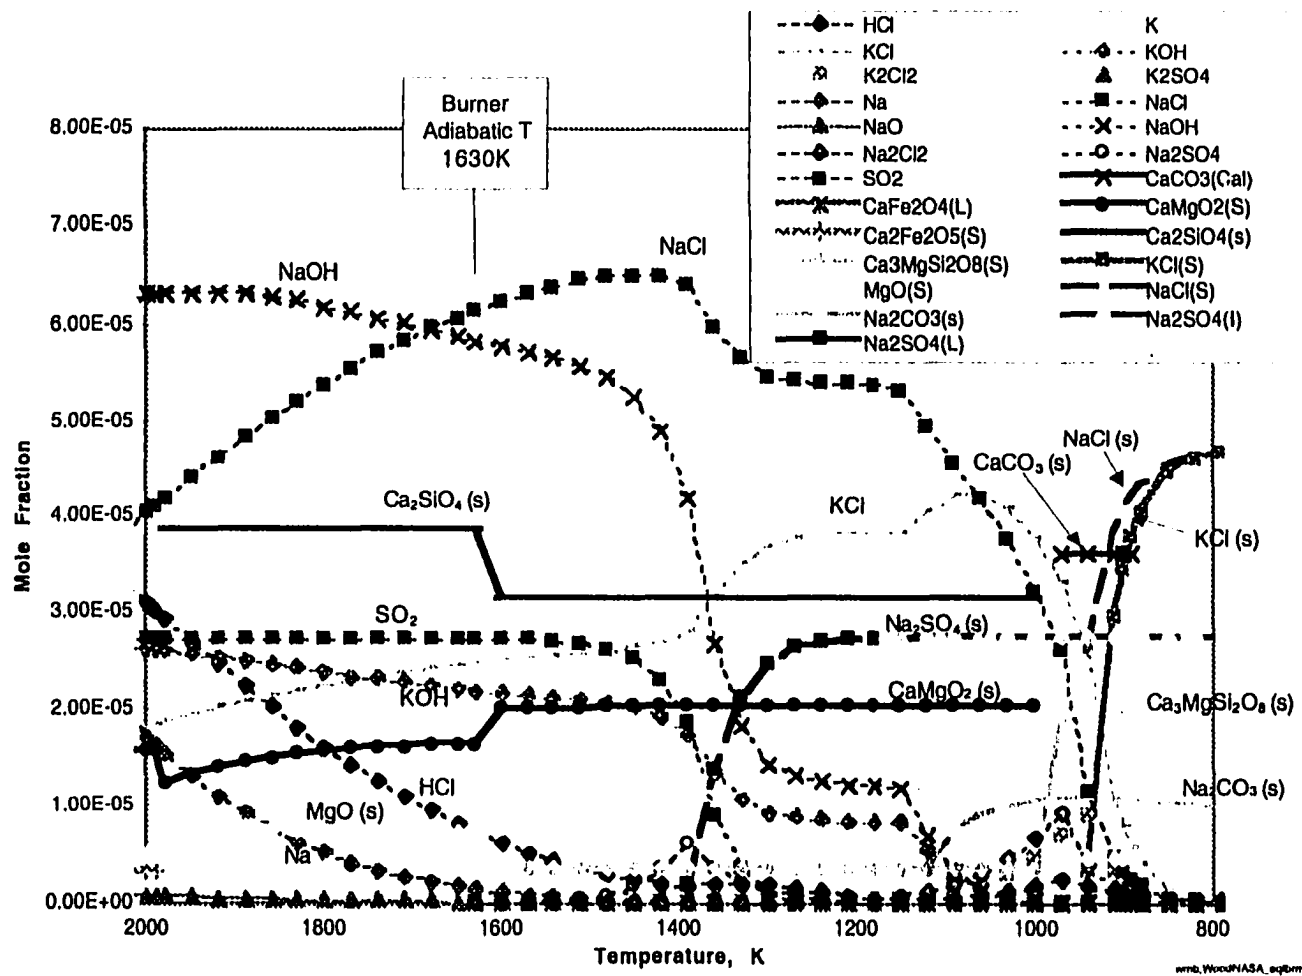 HCl
K
KCl
KOH
K2Cl2
K2SO4
Na
NaCl
NaO
NaOH
Na2Cl2
Na2SO4
SO2
CaCO3(Cal)
CaFe2O4(L)
CaMgO2(S)
Ca2Fe2O5(S)
Ca2SiO4(s)
Ca3MgSi2O8(S)
KCl(S)
MgO(S)
NaCl(S)
Na2CO3(s)
Na2SO4(l)
Na2SO4(L)
Burner
Adiabatic T
1630K
8.00E-05
7.00E-05
6.00E-05
5.00E-05
4.00E-05
3.00E-05
2.00E-05
1.00E-05
0.00E+00
Mole Fraction
NaOH
NaCl
NaCl (s)
CaCO₃ (s)
Ca₂SiO₄ (s)
KCl
KCl (s)
SO₂
Na₂SO₄ (s)
KOH
CaMgO₂ (s)
Ca₃MgSi₂O₈ (s)
HCl
MgO (s)
Na₂CO₃ (s)
Na
2000
1800
1600
1400
1200
1000
800
Temperature, K